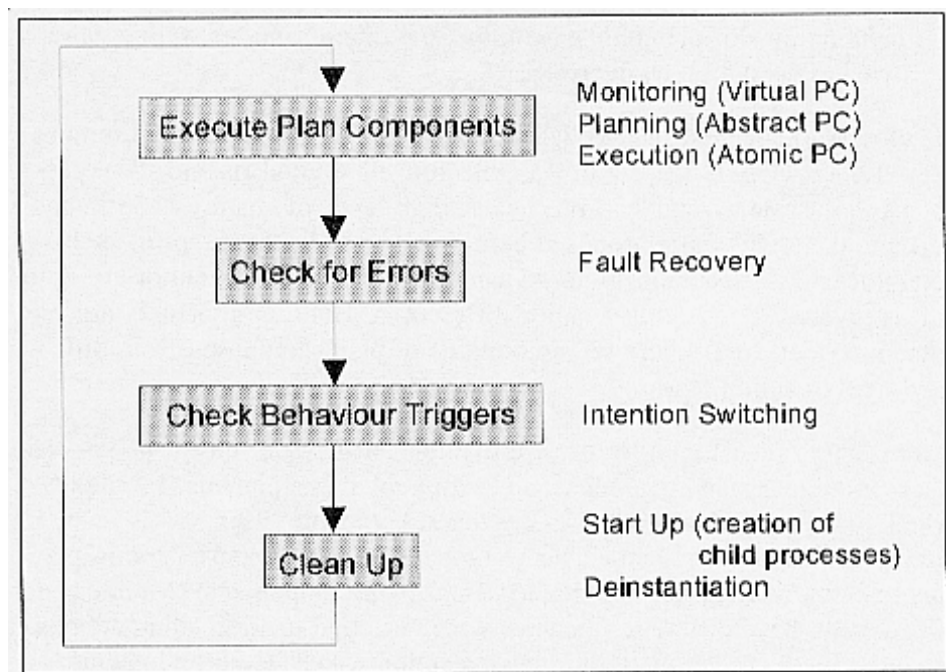 Execute Plan Components
Monitoring (Virtual PC)
Planning (Abstract PC)
Execution (Atomic PC)
Check for Errors
Fault Recovery
Check Behaviour Triggers
Intention Switching
Clean Up
Start Up (creation of
child processes)
Deinstantiation